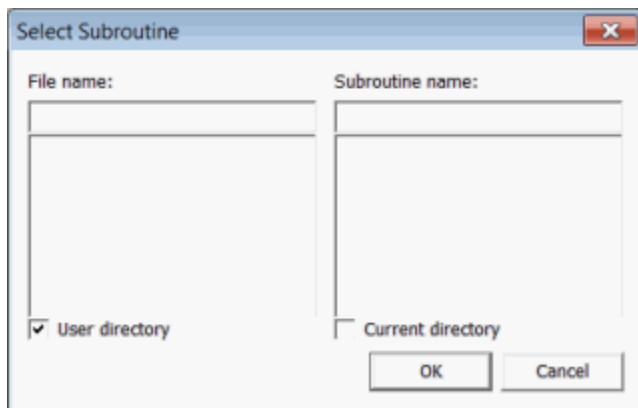 Select Subroutine
File name:
Subroutine name:
User directory
Current directory
OK
Cancel